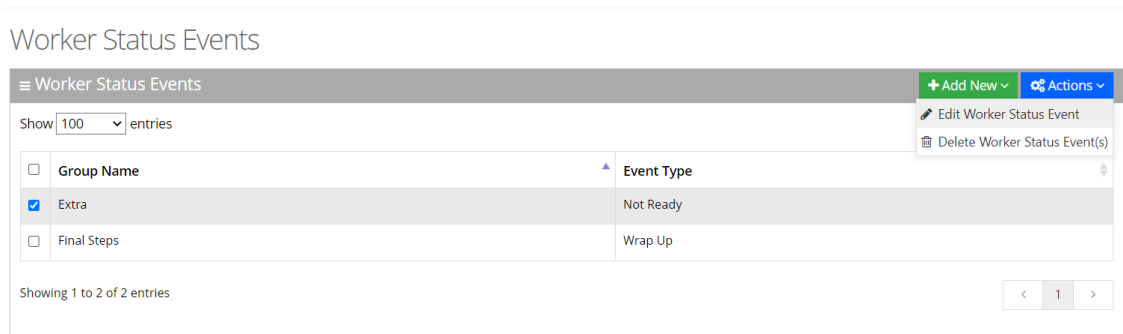 Worker Status Events
Worker Status Events
Add New Actions
Edit Worker Status Event
Delete Worker Status Event(s)
Show 100 entries
Group Name Event Type
Extra Not Ready
Final Steps Wrap Up
Showing 1 to 2 of 2 entries
< 1 >